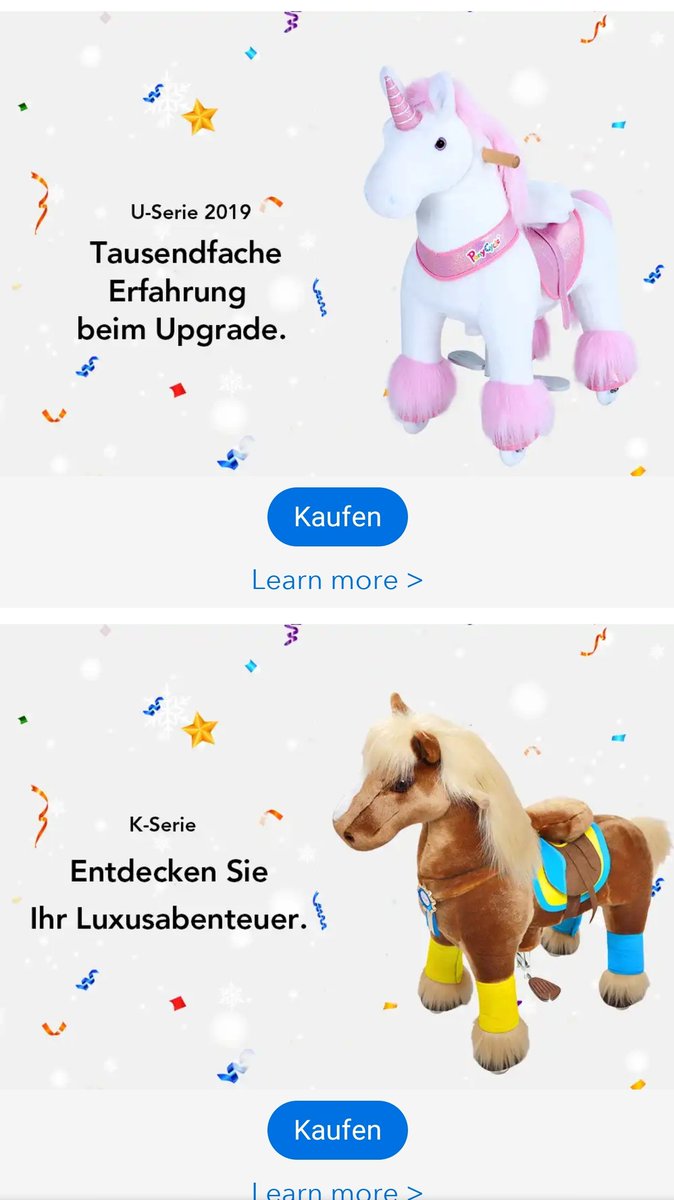 U-Serie 2019
Tausendfache
Erfahrung
beim Upgrade.
PonyCycle
Kaufen
Learn more >
K-Serie
Entdecken Sie
Ihr Luxusabenteuer.
Kaufen
Learn more >